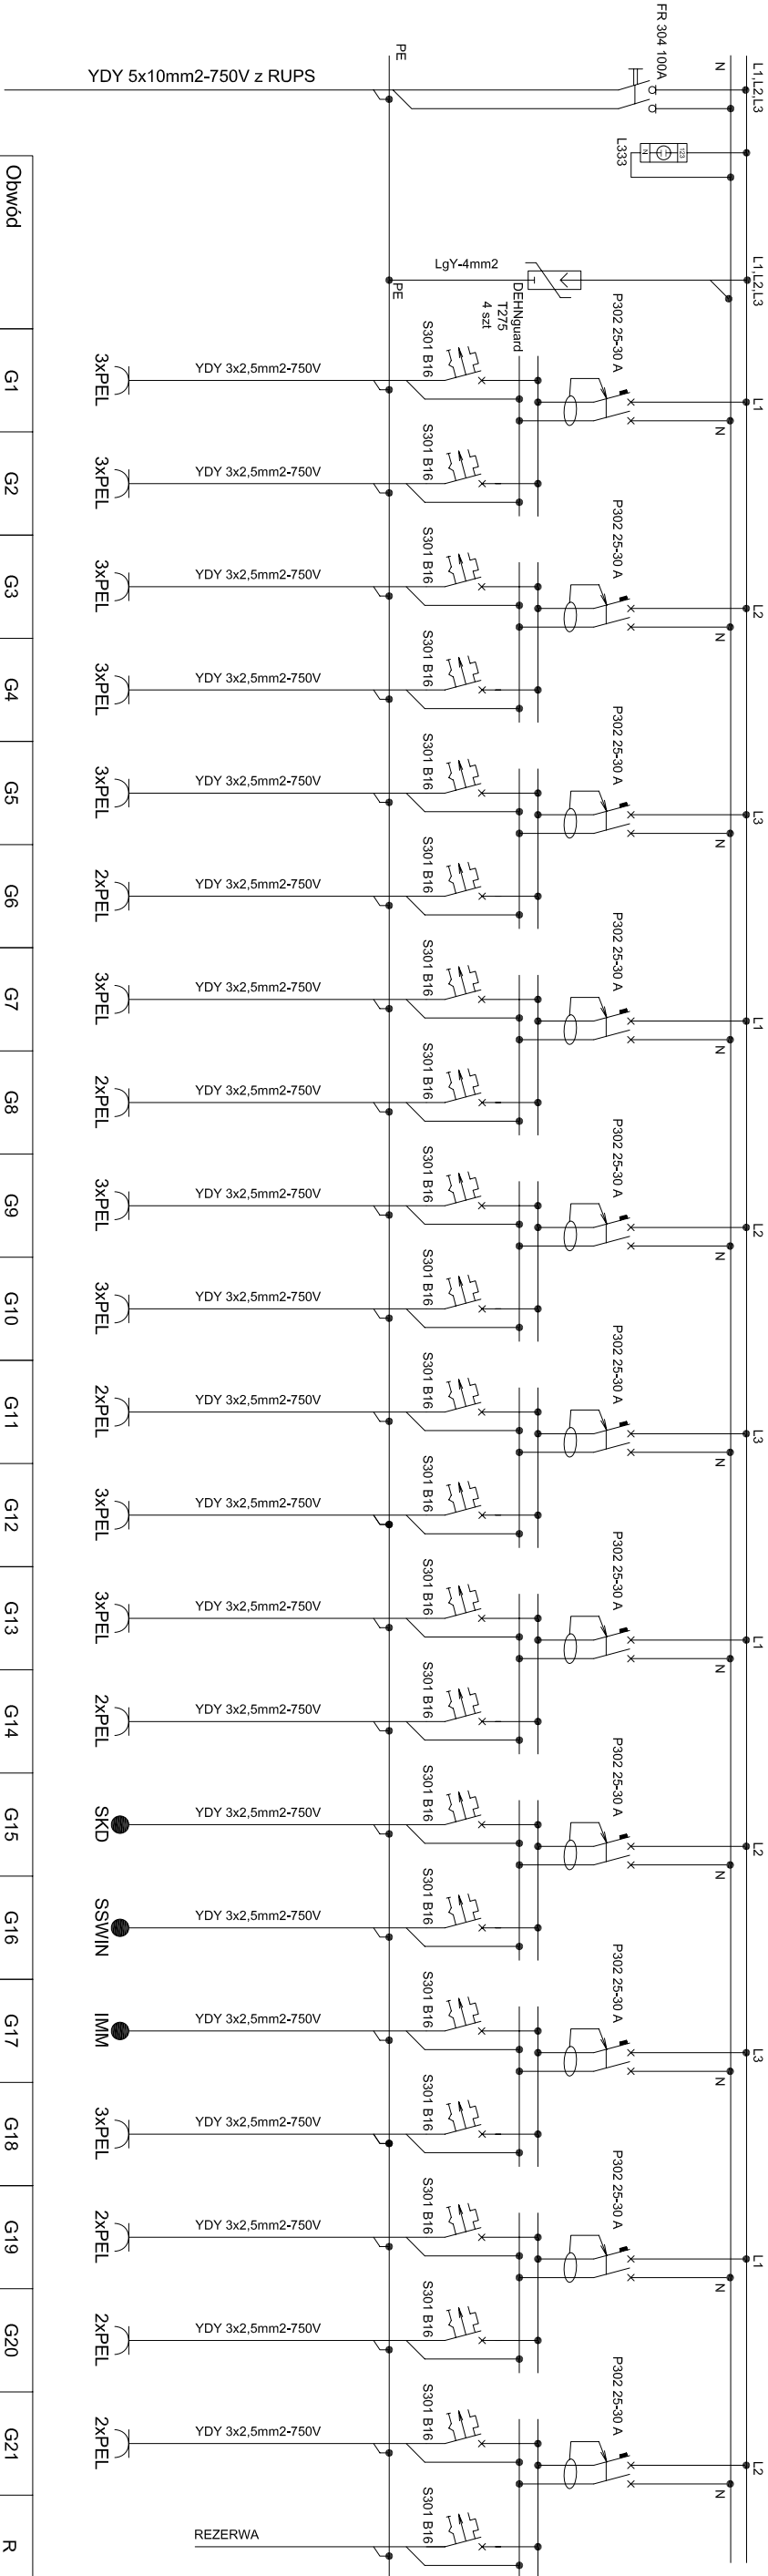 FR 304 100A
L1,L2,L3
N
PE
YDY 5x10mm2-750V z RUPS
L333
N
123
L1,L2,L3
LgY-4mm2
PE
DEHNguard
T275
4 szt
P302 25-30 A
L1
N
S301 B16
YDY 3x2,5mm2-750V
3xPEL
S301 B16
YDY 3x2,5mm2-750V
3xPEL
P302 25-30 A
L2
N
S301 B16
YDY 3x2,5mm2-750V
3xPEL
S301 B16
YDY 3x2,5mm2-750V
3xPEL
P302 25-30 A
L3
N
S301 B16
YDY 3x2,5mm2-750V
3xPEL
S301 B16
YDY 3x2,5mm2-750V
2xPEL
P302 25-30 A
L1
N
S301 B16
YDY 3x2,5mm2-750V
3xPEL
S301 B16
YDY 3x2,5mm2-750V
2xPEL
P302 25-30 A
L2
N
S301 B16
YDY 3x2,5mm2-750V
3xPEL
S301 B16
YDY 3x2,5mm2-750V
3xPEL
P302 25-30 A
L3
N
S301 B16
YDY 3x2,5mm2-750V
2xPEL
S301 B16
YDY 3x2,5mm2-750V
3xPEL
P302 25-30 A
L1
N
S301 B16
YDY 3x2,5mm2-750V
3xPEL
S301 B16
YDY 3x2,5mm2-750V
2xPEL
P302 25-30 A
L2
N
S301 B16
YDY 3x2,5mm2-750V
SKD
S301 B16
YDY 3x2,5mm2-750V
SSWIN
P302 25-30 A
L3
N
S301 B16
YDY 3x2,5mm2-750V
IMM
S301 B16
YDY 3x2,5mm2-750V
3xPEL
P302 25-30 A
L1
N
S301 B16
YDY 3x2,5mm2-750V
2xPEL
S301 B16
YDY 3x2,5mm2-750V
2xPEL
P302 25-30 A
L2
N
S301 B16
YDY 3x2,5mm2-750V
2xPEL
S301 B16
REZERWA
Obwód
G1
G2
G3
G4
G5
G6
G7
G8
G9
G10
G11
G12
G13
G14
G15
G16
G17
G18
G19
G20
G21
R